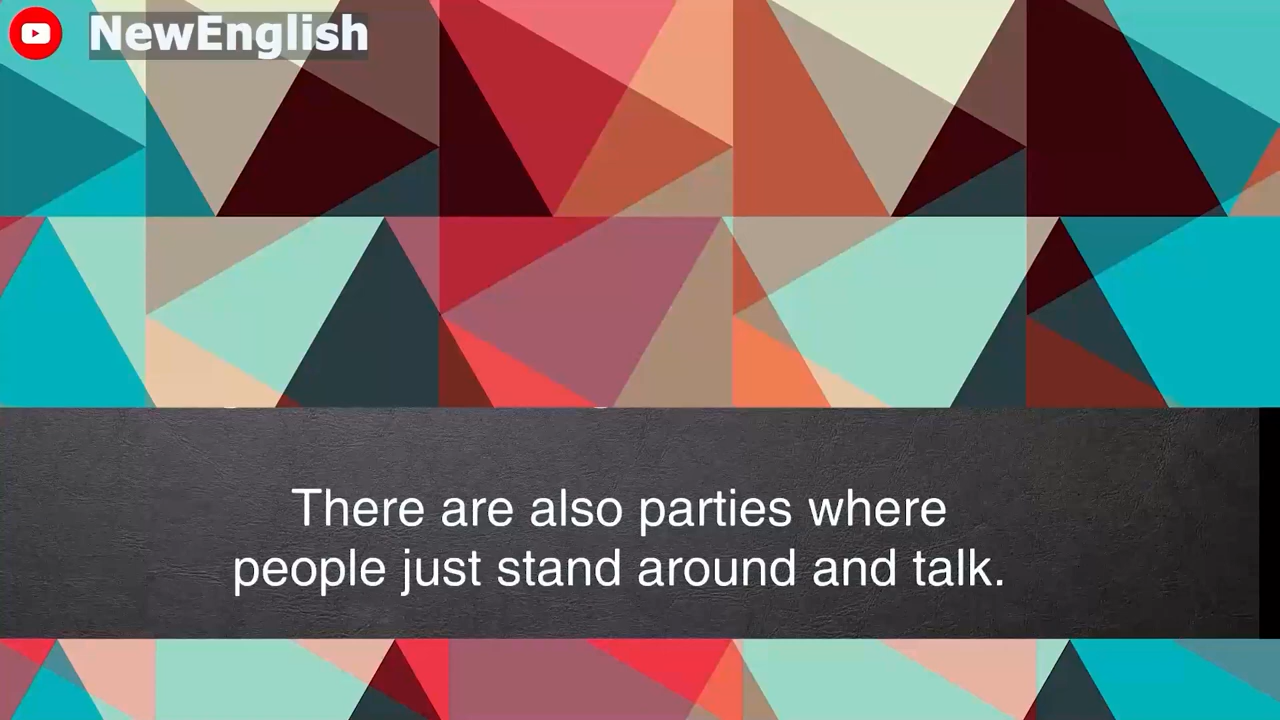 NewEnglish
There are also parties where
people just stand around and talk.